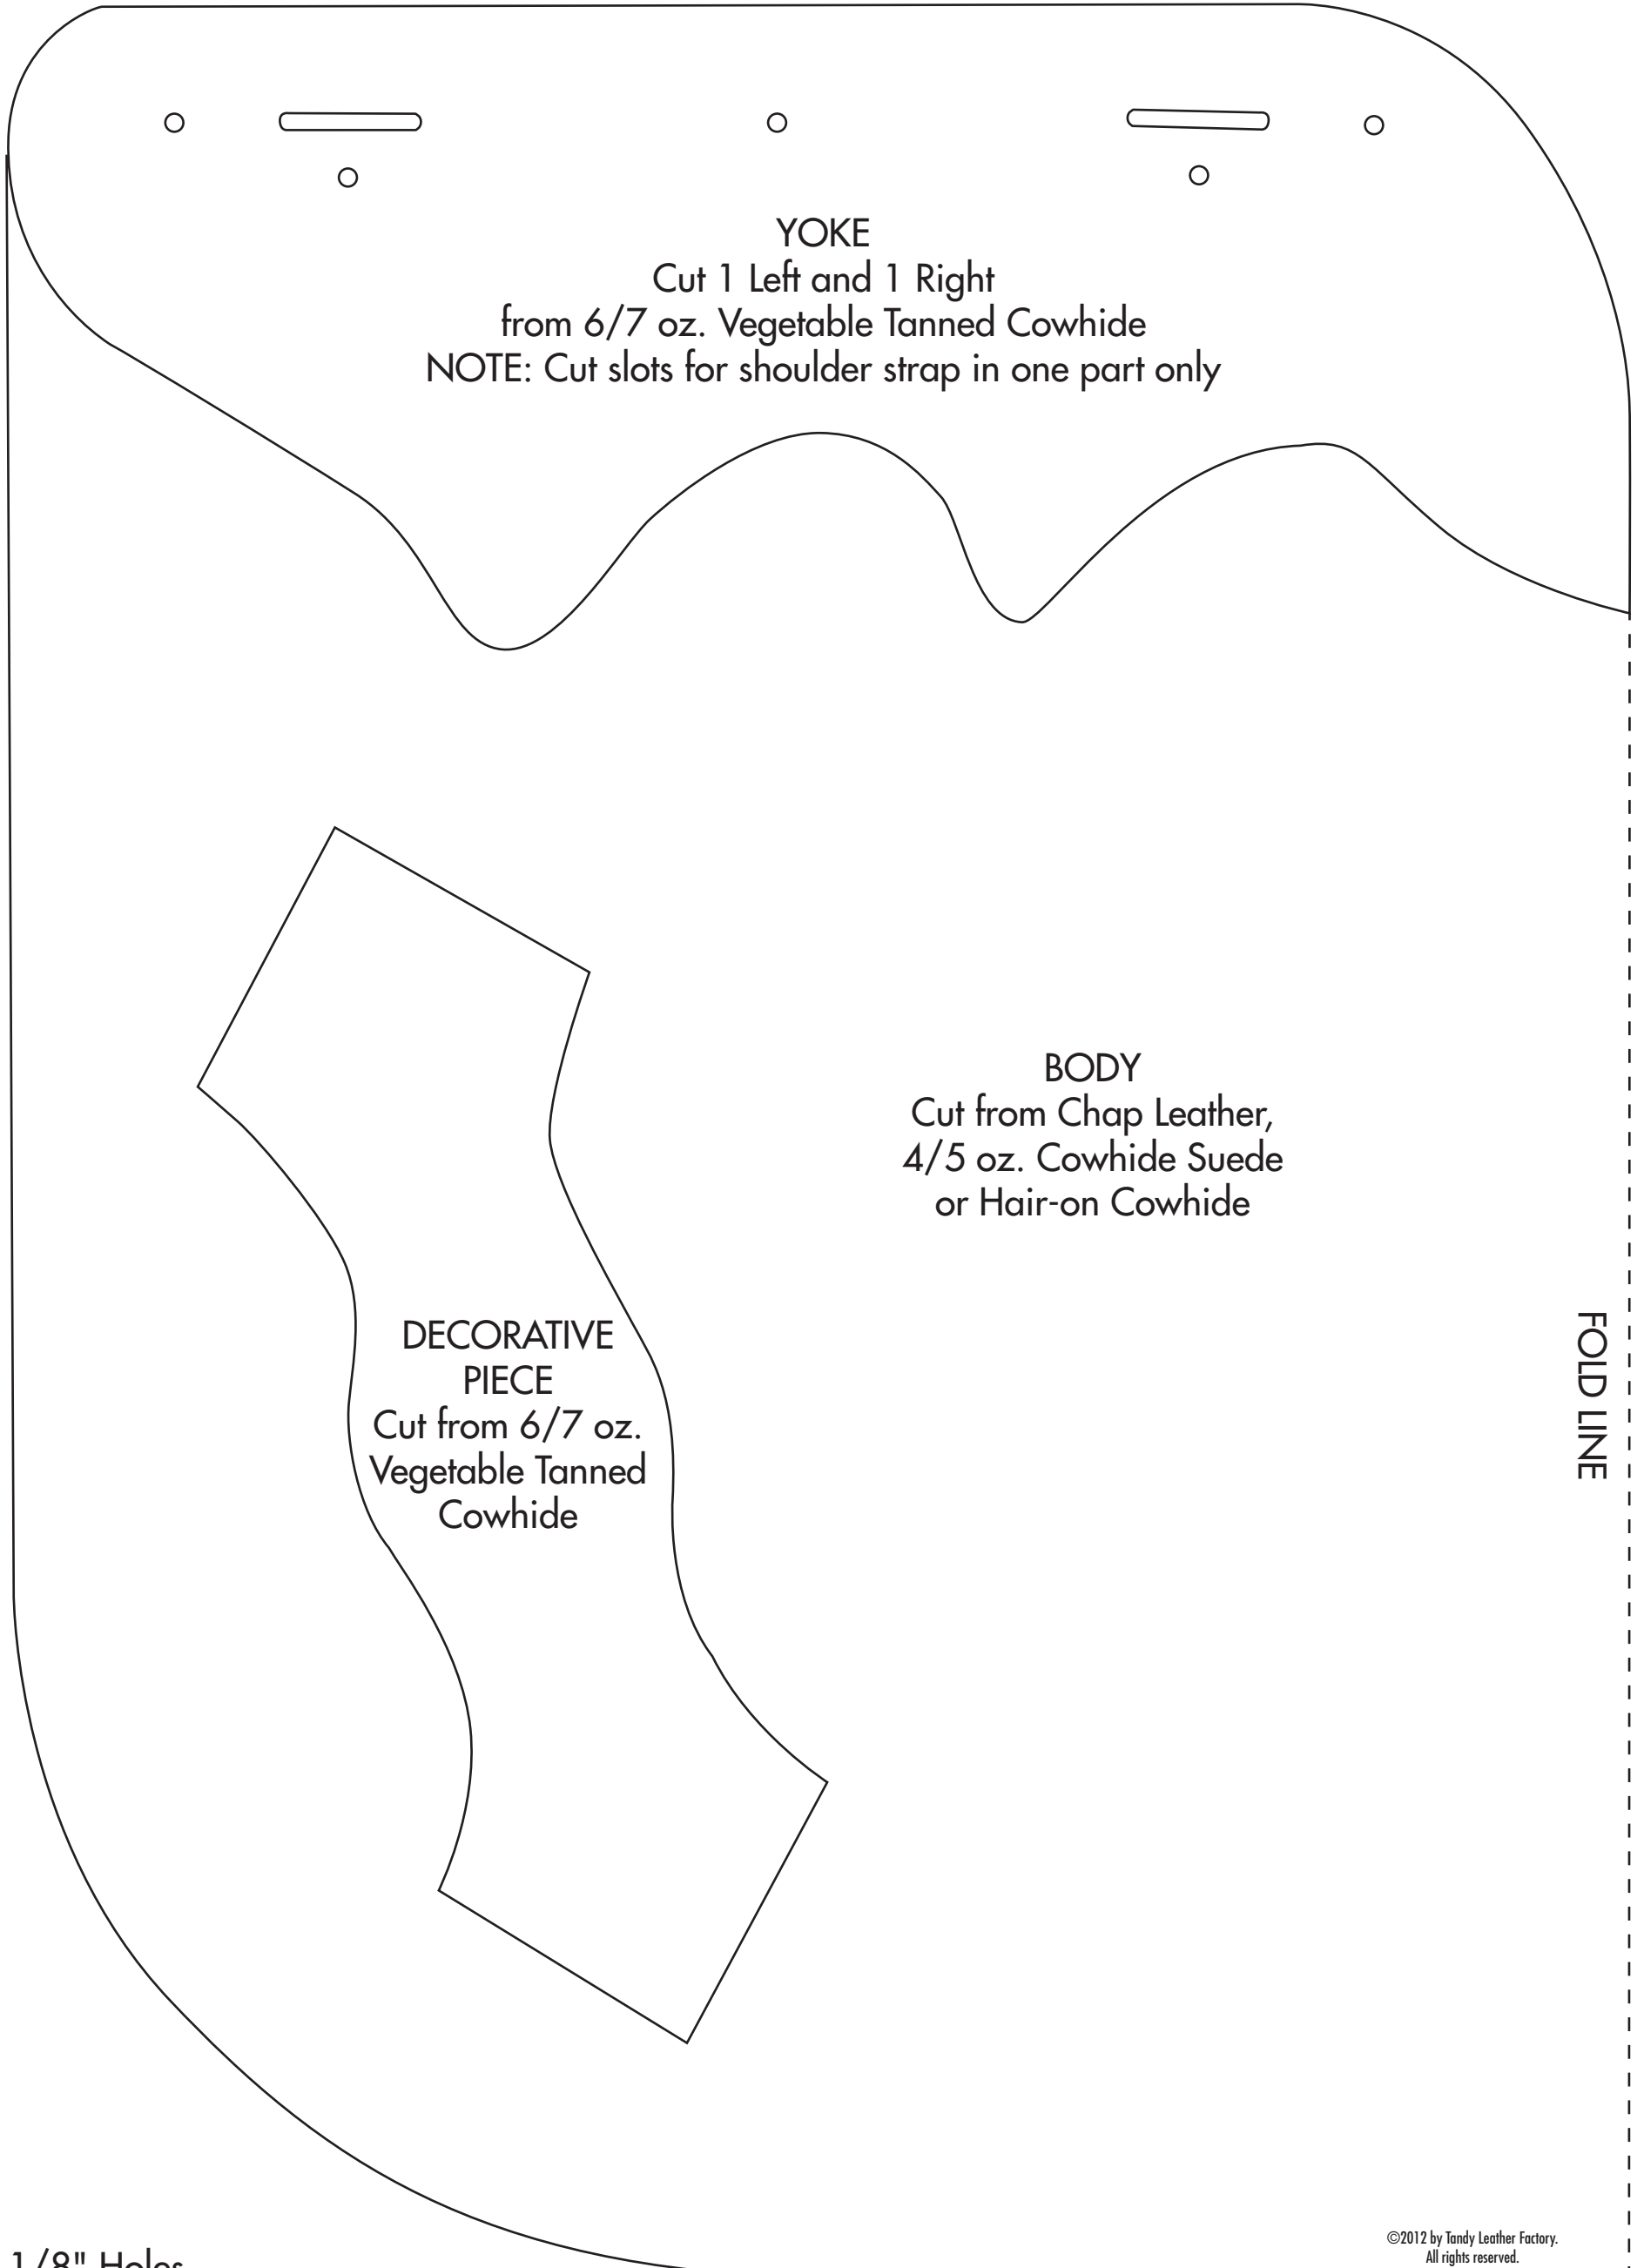 YOKE
Cut 1 Left and 1 Right
from 6/7 oz. Vegetable Tanned Cowhide
NOTE: Cut slots for shoulder strap in one part only
BODY
Cut from Chap Leather,
4/5 oz. Cowhide Suede
or Hair-on Cowhide
DECORATIVE
PIECE
Cut from 6/7 oz.
Vegetable Tanned
Cowhide
FOLD LINE
1/8" Holes
©2012 by Tandy Leather Factory.
All rights reserved.